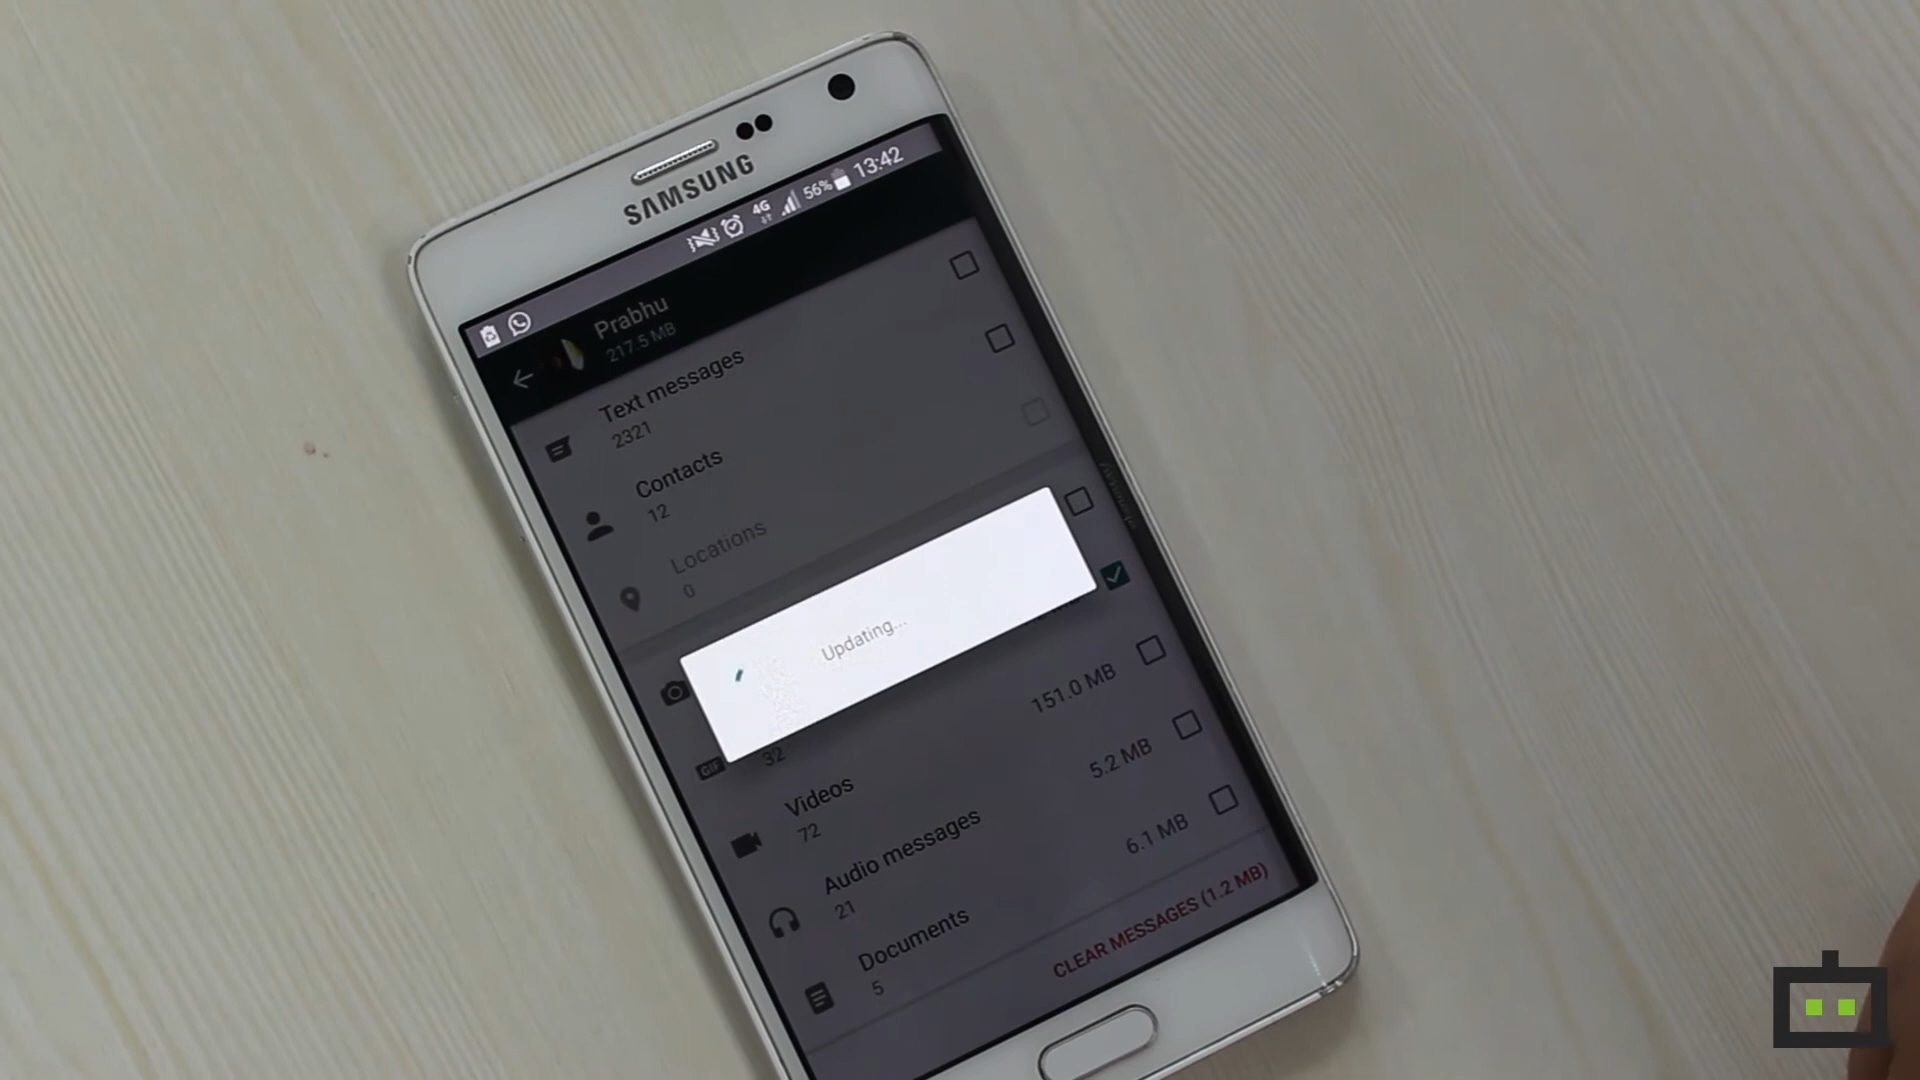 SAMSUNG
4G 56% 13:42
Prabhu
217.5 MB
Text messages
2321
Contacts
12
Locations
0
Updating...
GIF
32
151.0 MB
Videos
72
5.2 MB
Audio messages
21
6.1 MB
Documents
5
CLEAR MESSAGES (1.2 MB)